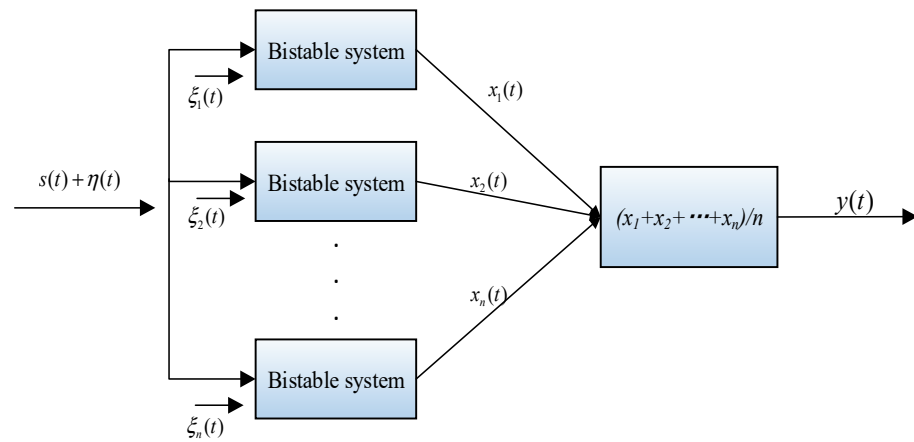 Bistable system
ξ₁(t)
x₁(t)
s(t)+η(t)
Bistable system
ξ₂(t)
x₂(t)
(x₁+x₂+···+xₙ)/n
y(t)
xₙ(t)
Bistable system
ξₙ(t)